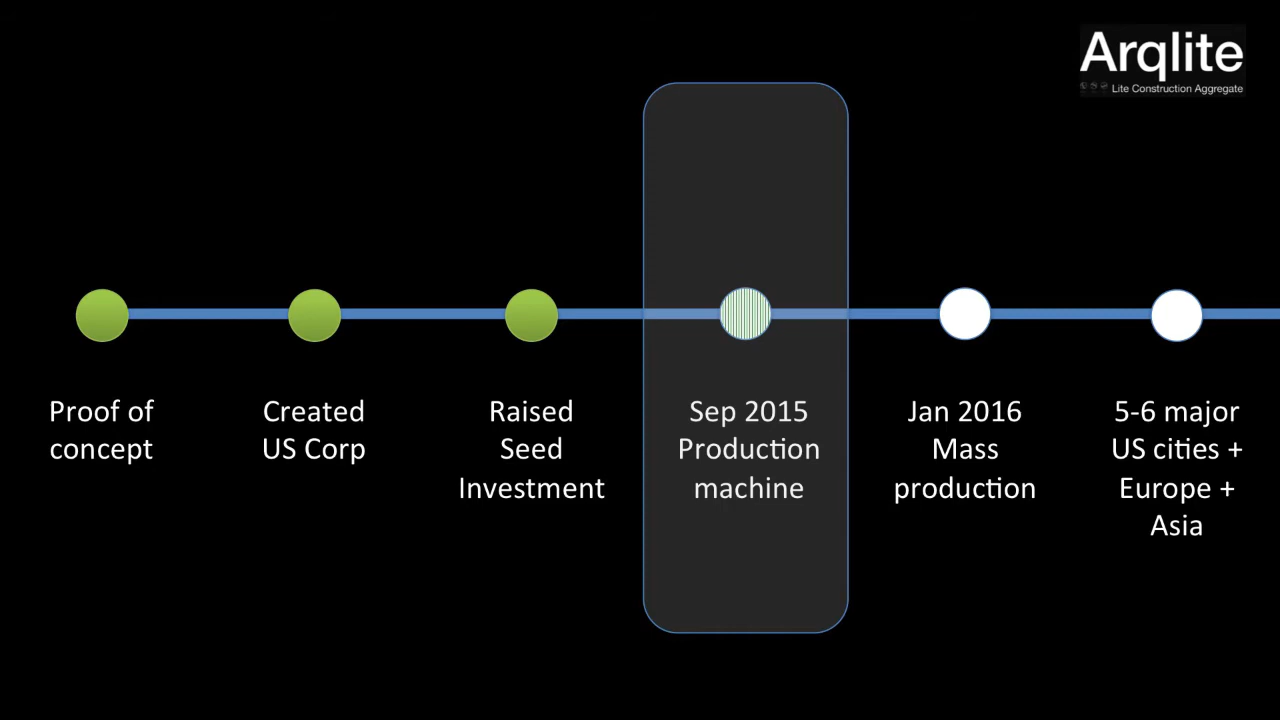 Arqlite
Lite Construction Aggregate
Proof of
concept
Created
US Corp
Raised
Seed
Investment
Sep 2015
Production
machine
Jan 2016
Mass
production
5-6 major
US cities +
Europe +
Asia